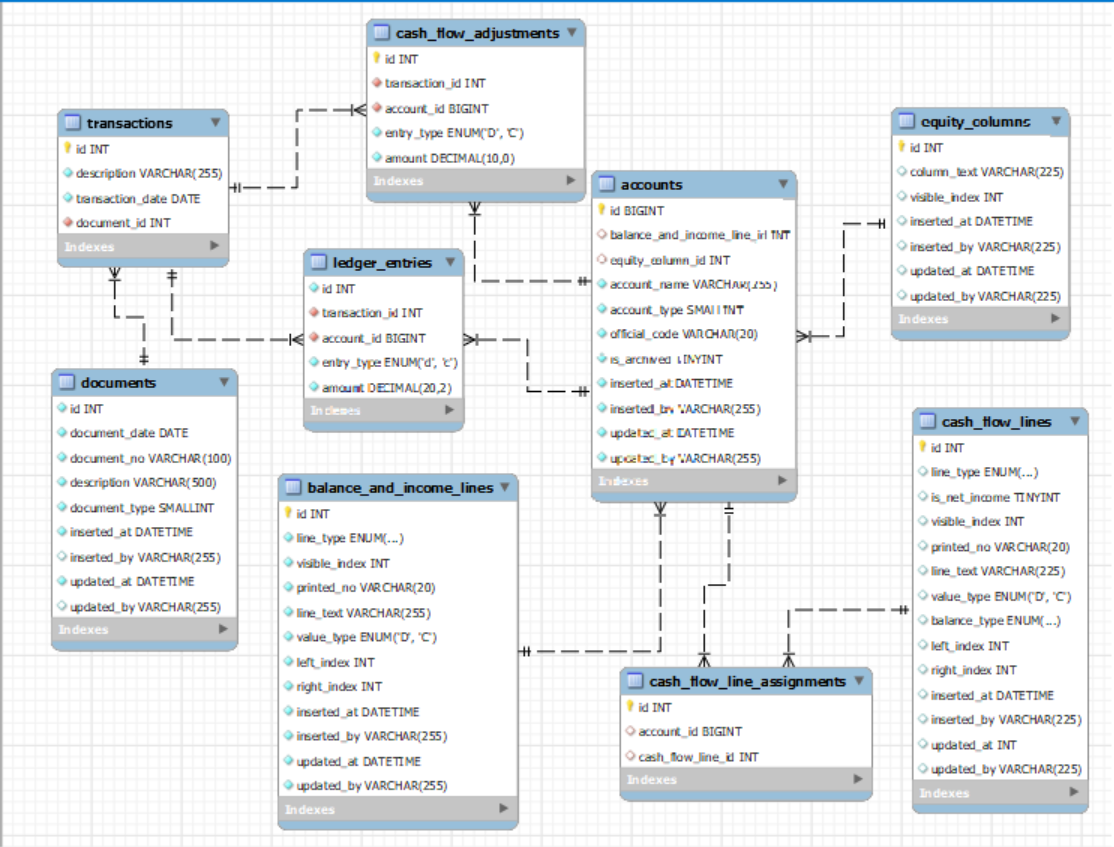 cash_flow_adjustments
id INT
transaction_id INT
account_id BIGINT
entry_type ENUM('D', 'C')
amount DECIMAL(10,0)
Indexes
transactions
id INT
description VARCHAR(255)
transaction_date DATE
document_id INT
Indexes
equity_columns
id INT
column_text VARCHAR(225)
visible_index INT
inserted_at DATETIME
inserted_by VARCHAR(225)
updated_at DATETIME
updated_by VARCHAR(225)
Indexes
accounts
id BIGINT
balance_and_income_line_id INT
equity_column_id INT
account_name VARCHAR(255)
account_type SMALLINT
official_code VARCHAR(20)
is_archived TINYINT
inserted_at DATETIME
inserted_by VARCHAR(255)
updated_at DATETIME
updated_by VARCHAR(255)
Indexes
ledger_entries
id INT
transaction_id INT
account_id BIGINT
entry_type ENUM('d', 'c')
amount DECIMAL(20,2)
Indexes
documents
id INT
document_date DATE
document_no VARCHAR(100)
description VARCHAR(500)
document_type SMALLINT
inserted_at DATETIME
inserted_by VARCHAR(255)
updated_at DATETIME
updated_by VARCHAR(255)
Indexes
balance_and_income_lines
id INT
line_type ENUM(...)
visible_index INT
printed_no VARCHAR(20)
line_text VARCHAR(255)
value_type ENUM('D', 'C')
left_index INT
right_index INT
inserted_at DATETIME
inserted_by VARCHAR(255)
updated_at DATETIME
updated_by VARCHAR(255)
Indexes
cash_flow_lines
id INT
line_type ENUM(...)
is_net_income TINYINT
visible_index INT
printed_no VARCHAR(20)
line_text VARCHAR(225)
value_type ENUM('D', 'C')
balance_type ENUM(...)
left_index INT
right_index INT
inserted_at DATETIME
inserted_by VARCHAR(225)
updated_at INT
updated_by VARCHAR(225)
Indexes
cash_flow_line_assignments
id INT
account_id BIGINT
cash_flow_line_id INT
Indexes